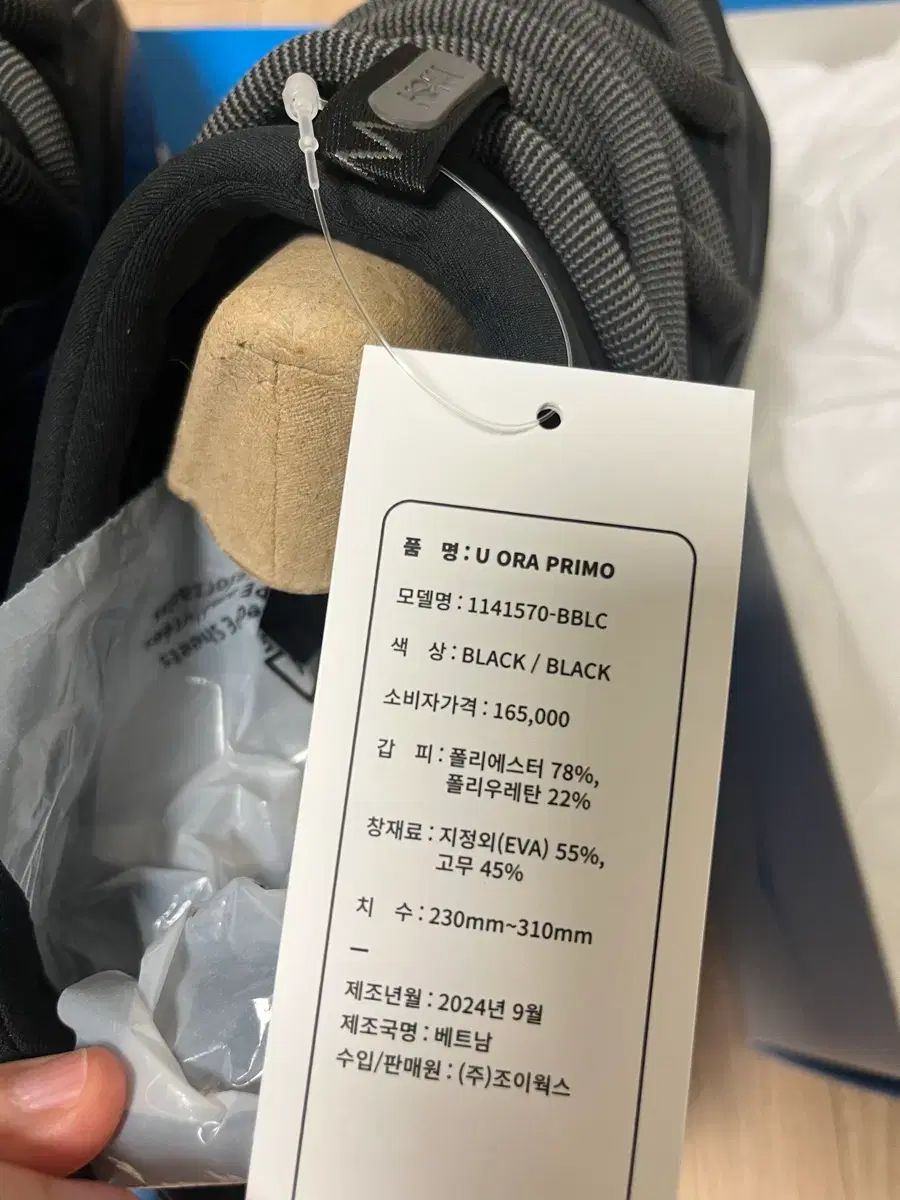 품 명 : U ORA PRIMO
모델명 : 1141570-BBLC
색 상 : BLACK / BLACK
소비자가격 : 165,000
갑 피 : 폴리에스터 78%,
폴리우레탄 22%
창재료 : 지정외(EVA) 55%,
고무 45%
치 수 : 230mm~310mm
—
제조년월 : 2024년 9월
제조국명 : 베트남
수입/판매원 : (주)조이웍스